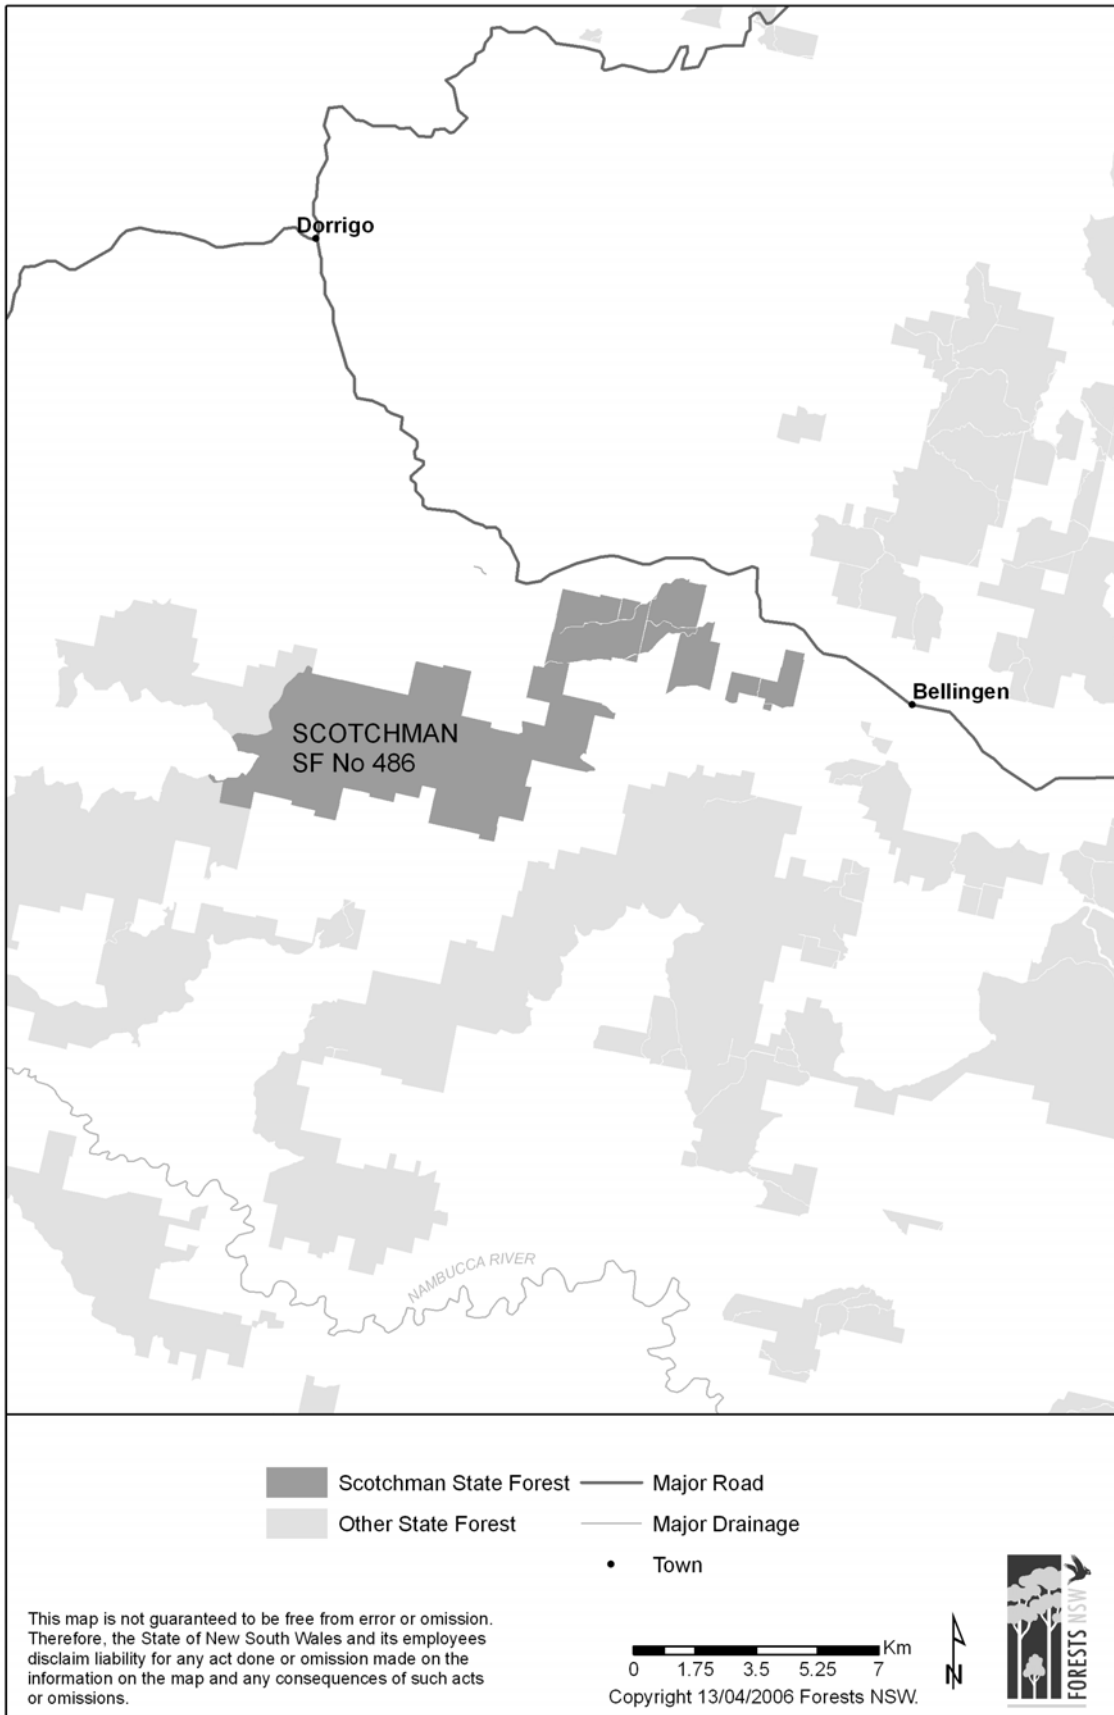 Dorrigo
Bellingen
SCOTCHMAN
SF No 486
NAMBUCCA RIVER
Scotchman State Forest
Major Road
Other State Forest
Major Drainage
Town
This map is not guaranteed to be free from error or omission.
Therefore, the State of New South Wales and its employees
disclaim liability for any act done or omission made on the
information on the map and any consequences of such acts
or omissions.
Km
0 1.75 3.5 5.25 7
Copyright 13/04/2006 Forests NSW.
N
FORESTS NSW